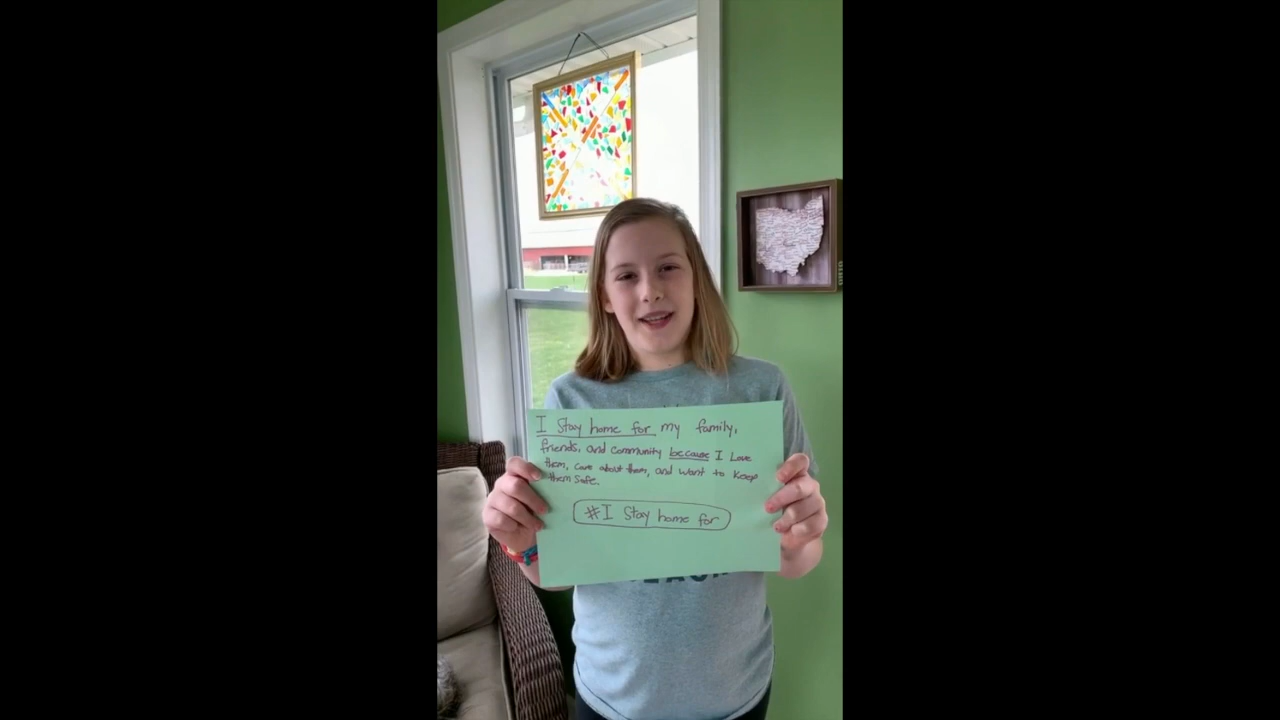 I Stay home for my family,
friends, and community because I Love
them, care about them, and want to keep
them safe.
#I Stay home for